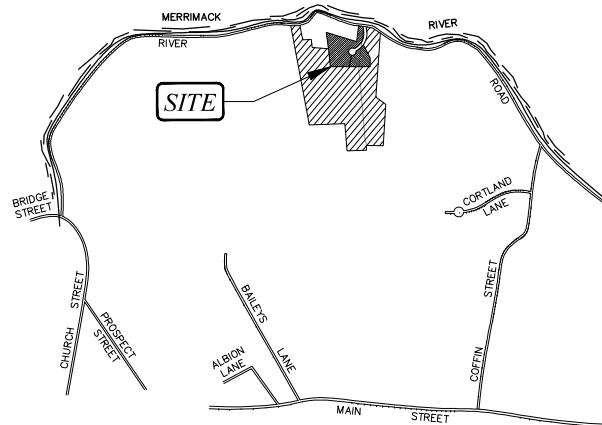 MERRIMACK
RIVER
RIVER
ROAD
SITE
BRIDGE
STREET
CORTLAND
LANE
CHURCH
STREET
PROSPECT
STREET
BAILEYS
LANE
ALBION
LANE
COFFIN
STREET
MAIN
STREET